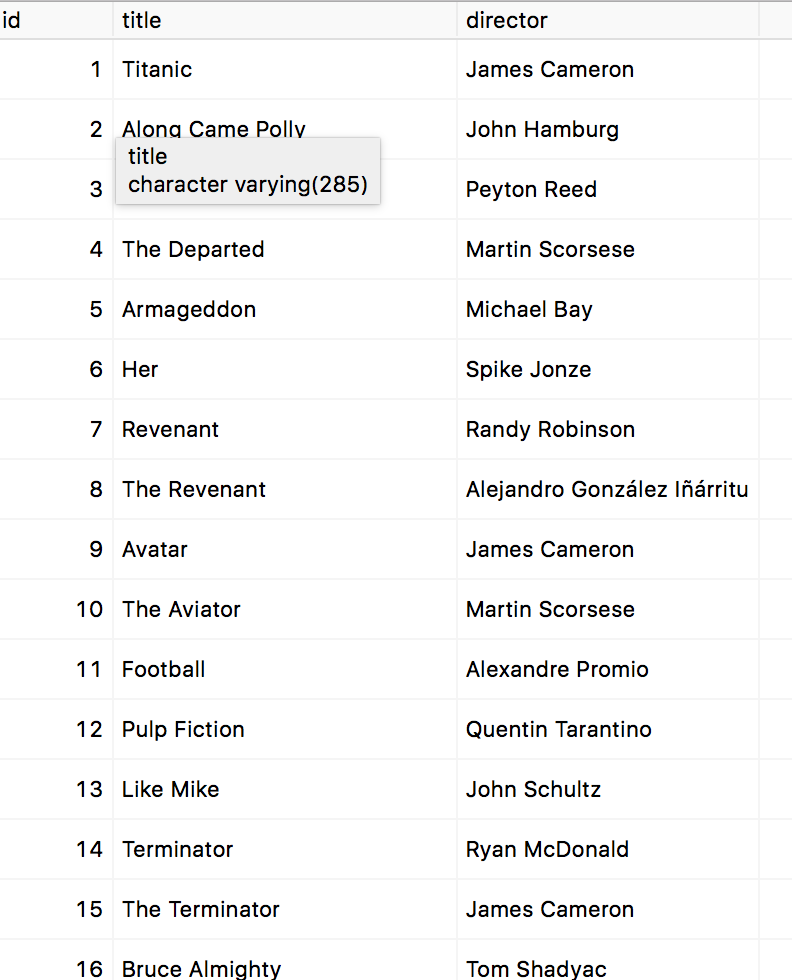 id title director
1 Titanic James Cameron
2 Along Came Polly John Hamburg
title
character varying(285)
3 Peyton Reed
4 The Departed Martin Scorsese
5 Armageddon Michael Bay
6 Her Spike Jonze
7 Revenant Randy Robinson
8 The Revenant Alejandro González Iñárritu
9 Avatar James Cameron
10 The Aviator Martin Scorsese
11 Football Alexandre Promio
12 Pulp Fiction Quentin Tarantino
13 Like Mike John Schultz
14 Terminator Ryan McDonald
15 The Terminator James Cameron
16 Bruce Almighty Tom Shadyac